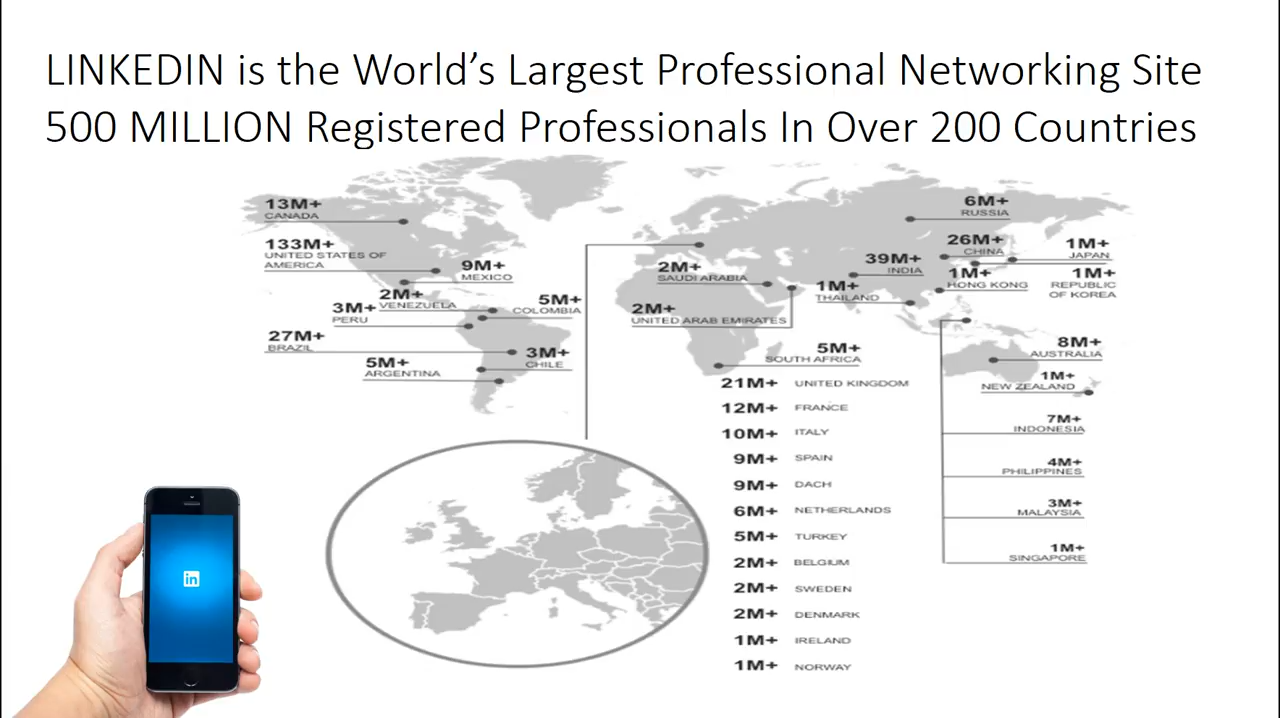 LINKEDIN is the World's Largest Professional Networking Site
500 MILLION Registered Professionals In Over 200 Countries
13M+
CANADA
133M+
UNITED STATES OF
AMERICA
9M+
MEXICO
2M+
VENEZUELA
5M+
COLOMBIA
3M+
PERU
27M+
BRAZIL
3M+
CHILE
5M+
ARGENTINA
2M+
SAUDI ARABIA
2M+
UNITED ARAB EMIRATES
5M+
SOUTH AFRICA
6M+
RUSSIA
26M+
CHINA
1M+
JAPAN
39M+
INDIA
1M+
HONG KONG
1M+
REPUBLIC
OF KOREA
1M+
THAILAND
8M+
AUSTRALIA
1M+
NEW ZEALAND
7M+
INDONESIA
4M+
PHILIPPINES
3M+
MALAYSIA
1M+
SINGAPORE
21M+ UNITED KINGDOM
12M+ FRANCE
10M+ ITALY
9M+ SPAIN
9M+ DACH
6M+ NETHERLANDS
5M+ TURKEY
2M+ BELGIUM
2M+ SWEDEN
2M+ DENMARK
1M+ IRELAND
1M+ NORWAY
in